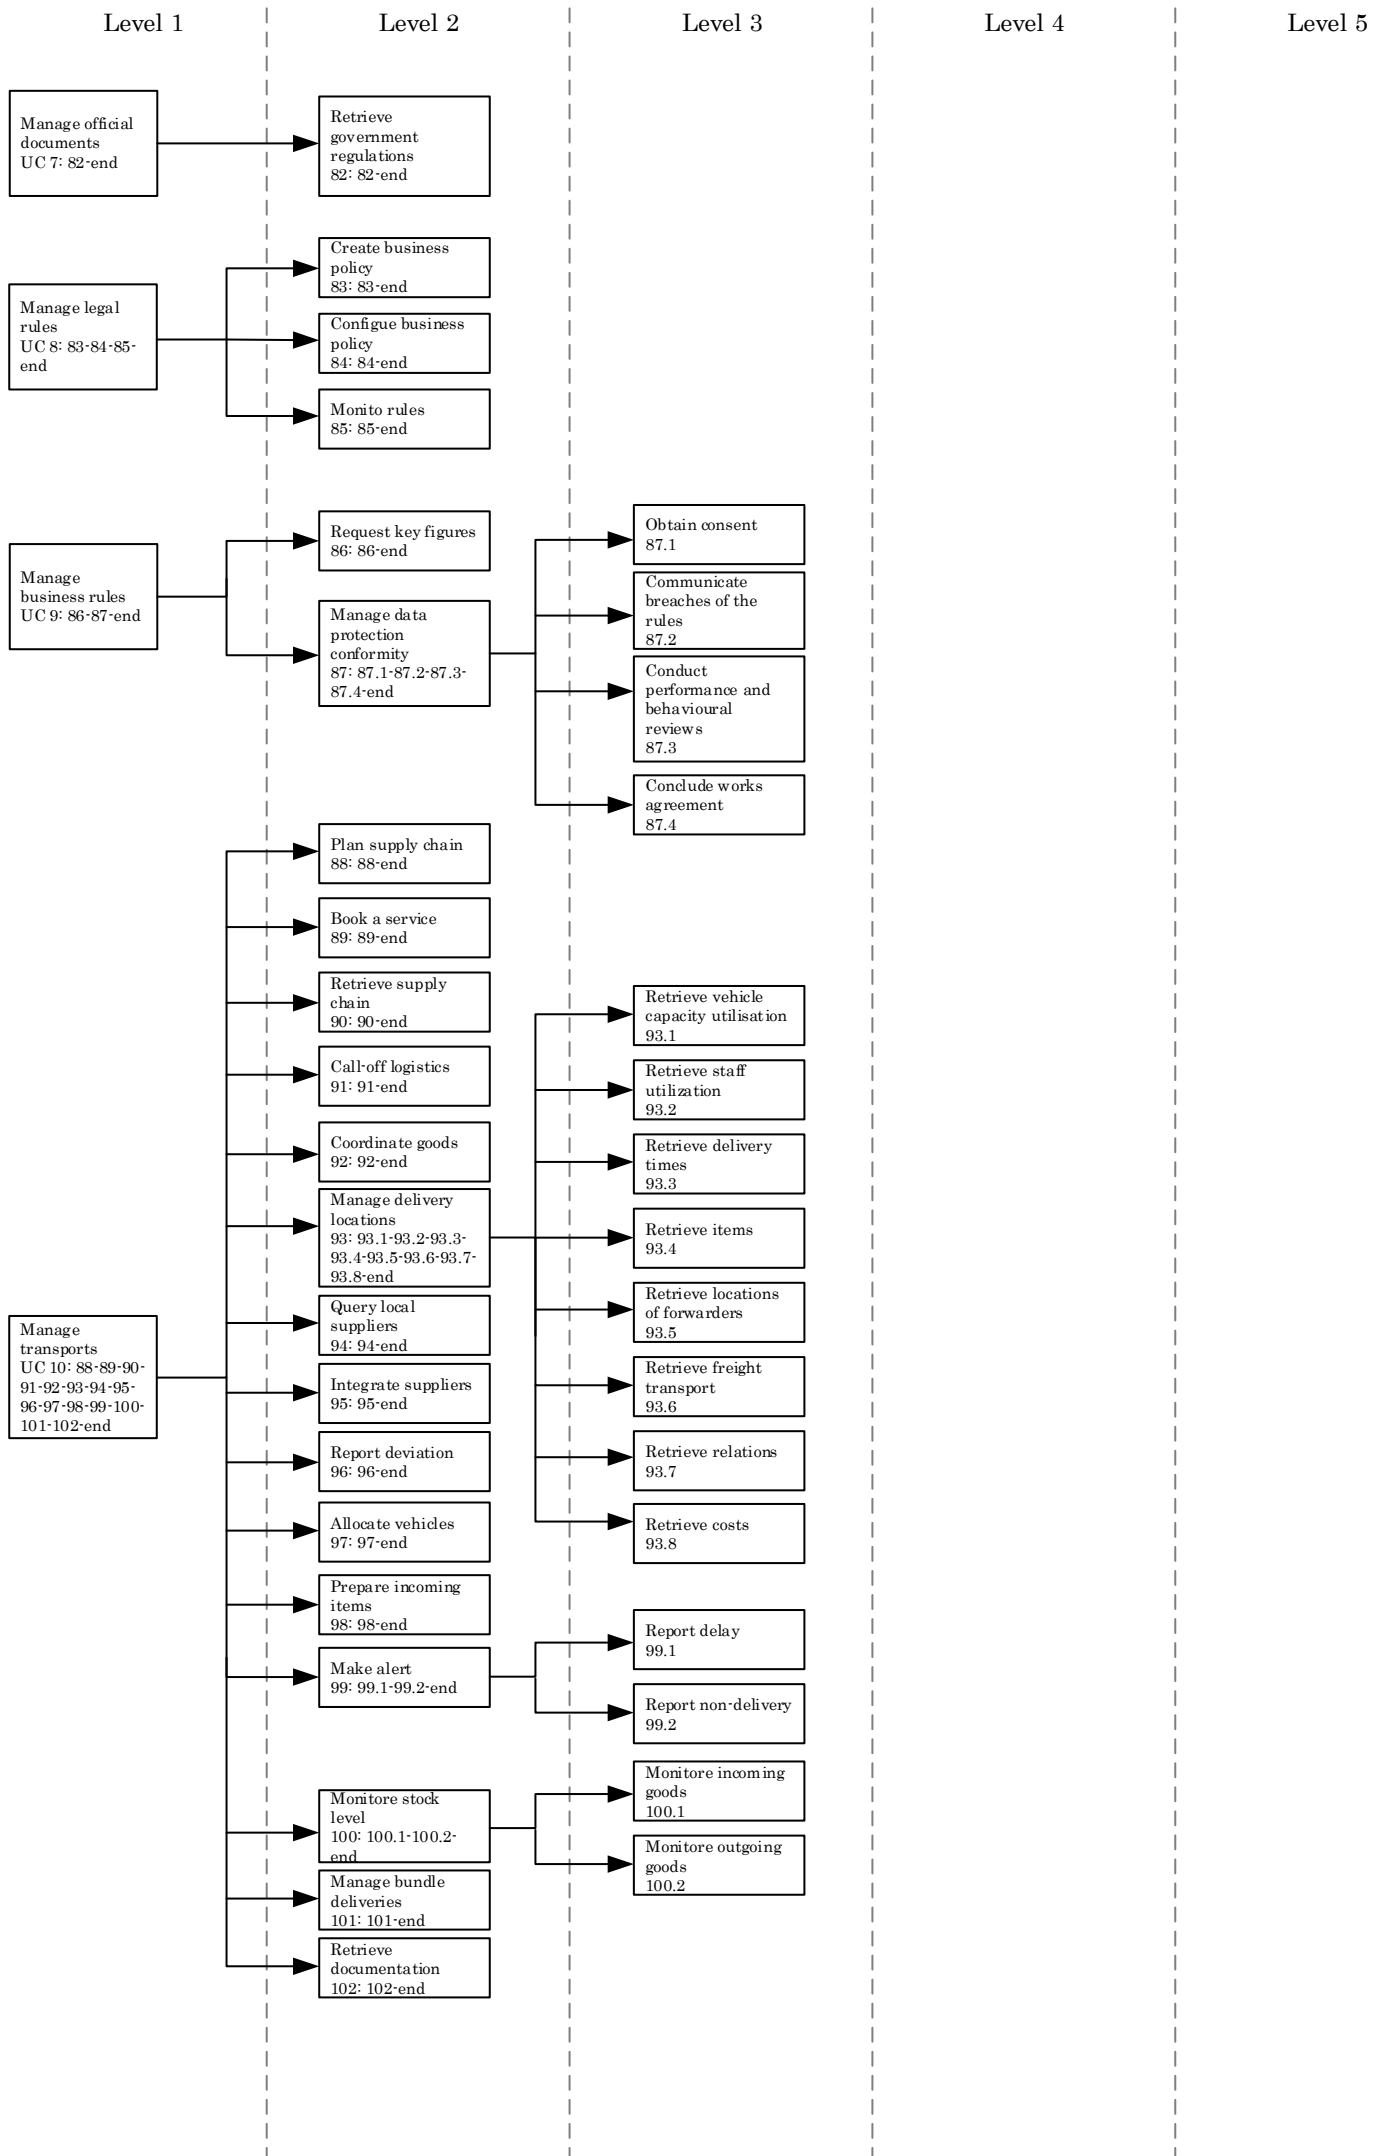 Level 1
Level 2
Level 3
Level 4
Level 5
Manage official
documents
UC 7: 82-end
Retrieve
government
regulations
82: 82-end
Manage legal
rules
UC 8: 83-84-85-
end
Create business
policy
83: 83-end
Configue business
policy
84: 84-end
Monito rules
85: 85-end
Manage
business rules
UC 9: 86-87-end
Request key figures
86: 86-end
Manage data
protection
conformity
87: 87.1-87.2-87.3-
87.4-end
Obtain consent
87.1
Communicate
breaches of the
rules
87.2
Conduct
performance and
behavioural
reviews
87.3
Conclude works
agreement
87.4
Manage
transports
UC 10: 88-89-90-
91-92-93-94-95-
96-97-98-99-100-
101-102-end
Plan supply chain
88: 88-end
Book a service
89: 89-end
Retrieve supply
chain
90: 90-end
Call-off logistics
91: 91-end
Coordinate goods
92: 92-end
Manage delivery
locations
93: 93.1-93.2-93.3-
93.4-93.5-93.6-93.7-
93.8-end
Query local
suppliers
94: 94-end
Integrate suppliers
95: 95-end
Report deviation
96: 96-end
Allocate vehicles
97: 97-end
Prepare incoming
items
98: 98-end
Make alert
99: 99.1-99.2-end
Monitore stock
level
100: 100.1-100.2-
end
Manage bundle
deliveries
101: 101-end
Retrieve
documentation
102: 102-end
Retrieve vehicle
capacity utilisation
93.1
Retrieve staff
utilization
93.2
Retrieve delivery
times
93.3
Retrieve items
93.4
Retrieve locations
of forwarders
93.5
Retrieve freight
transport
93.6
Retrieve relations
93.7
Retrieve costs
93.8
Report delay
99.1
Report non-delivery
99.2
Monitore incoming
goods
100.1
Monitore outgoing
goods
100.2